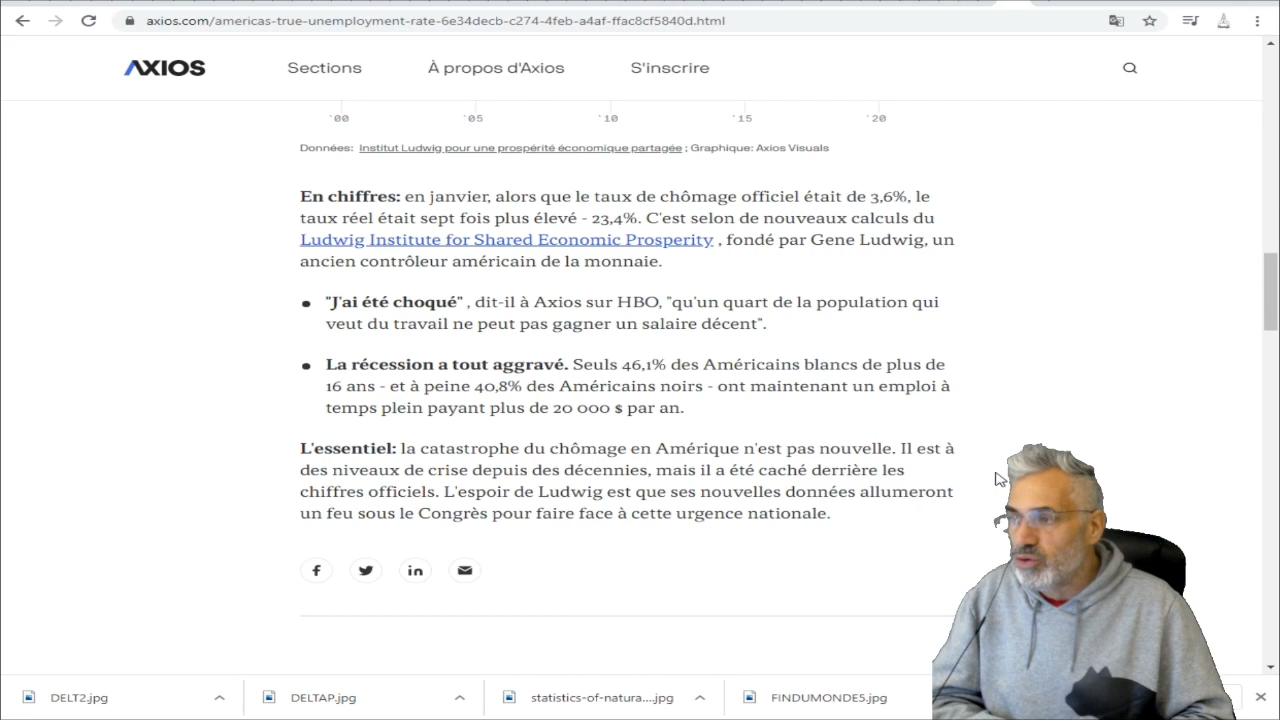 axios.com/americas-true-unemployment-rate-6e34decb-c274-4feb-a4af-ffac8cf5840d.html
AXIOS
Sections
À propos d'Axios
S'inscrire
'00 '05 '10 '15 '20
Données: Institut Ludwig pour une prospérité économique partagée ; Graphique: Axios Visuals
En chiffres: en janvier, alors que le taux de chômage officiel était de 3,6%, le
taux réel était sept fois plus élevé - 23,4%. C'est selon de nouveaux calculs du
Ludwig Institute for Shared Economic Prosperity , fondé par Gene Ludwig, un
ancien contrôleur américain de la monnaie.
"J'ai été choqué" , dit-il à Axios sur HBO, "qu'un quart de la population qui
veut du travail ne peut pas gagner un salaire décent".
La récession a tout aggravé. Seuls 46,1% des Américains blancs de plus de
16 ans - et à peine 40,8% des Américains noirs - ont maintenant un emploi à
temps plein payant plus de 20 000 $ par an.
L'essentiel: la catastrophe du chômage en Amérique n'est pas nouvelle. Il est à
des niveaux de crise depuis des décennies, mais il a été caché derrière les
chiffres officiels. L'espoir de Ludwig est que ses nouvelles données allumeront
un feu sous le Congrès pour faire face à cette urgence nationale.
DELT2.jpg
DELTAP.jpg
statistics-of-natura....jpg
FiNDUMONDE5.jpg